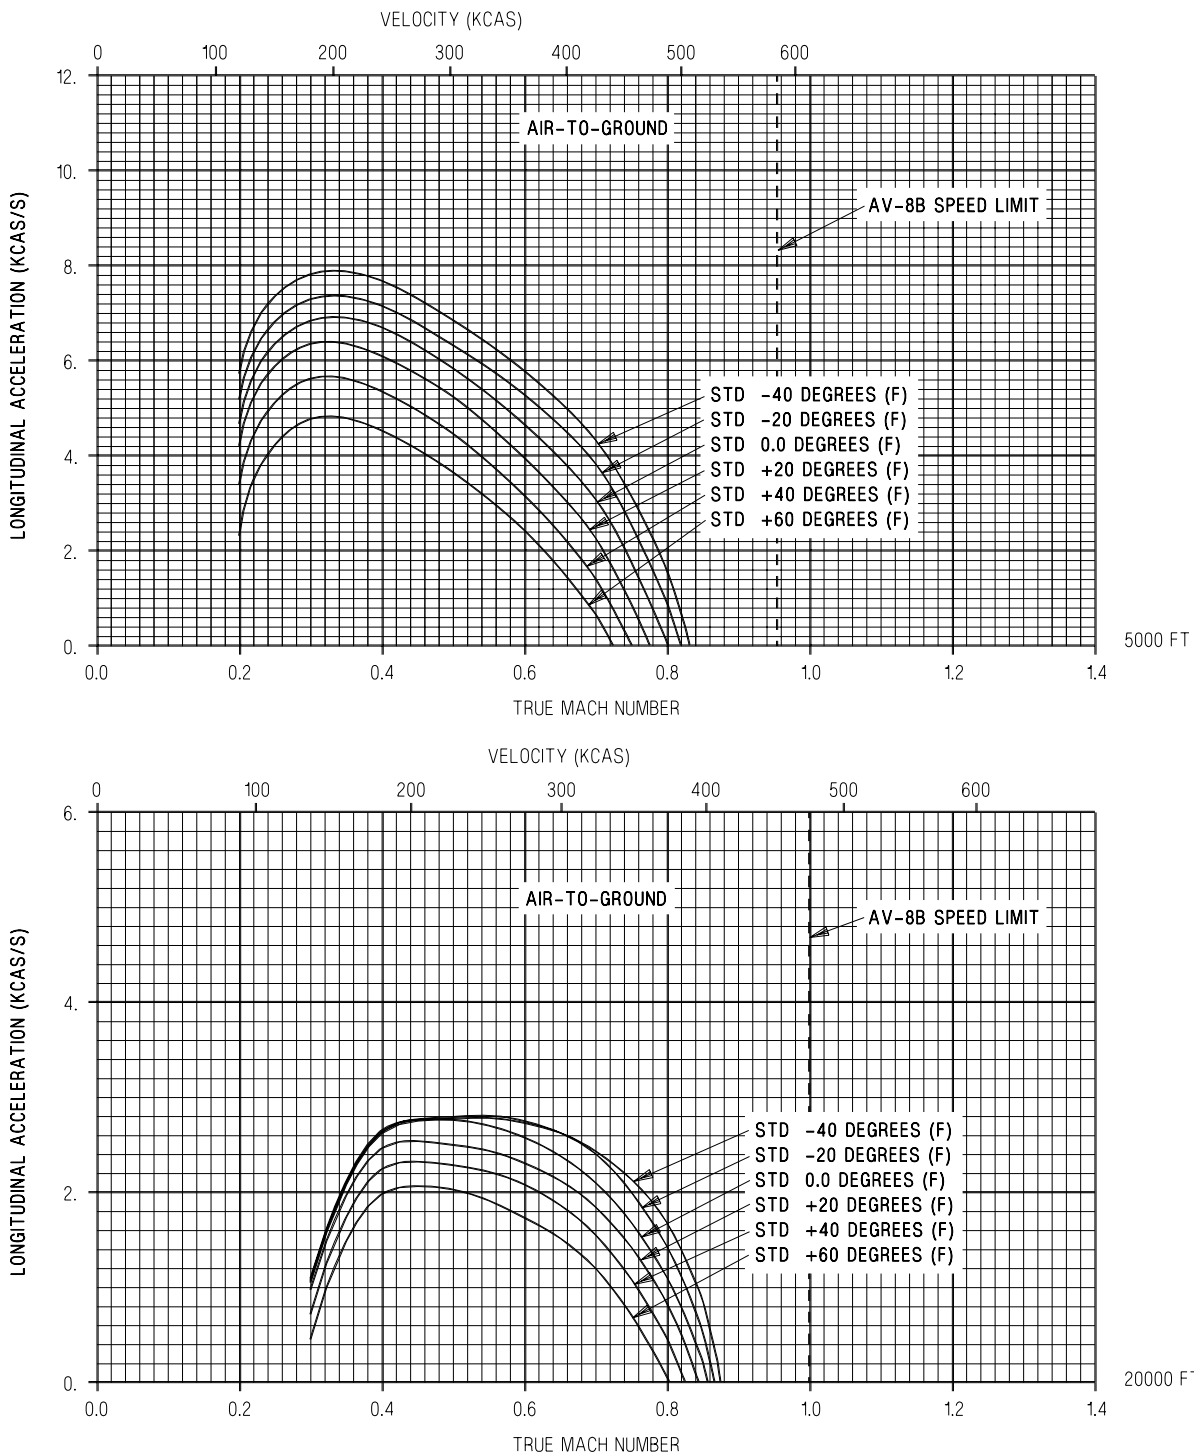 VELOCITY (KCAS)
0 100 200 300 400 500 600
12.
10.
8.
6.
4.
2.
0.
LONGITUDINAL ACCELERATION (KCAS/S)
AIR-TO-GROUND
AV-8B SPEED LIMIT
STD -40 DEGREES (F)
STD -20 DEGREES (F)
STD 0.0 DEGREES (F)
STD +20 DEGREES (F)
STD +40 DEGREES (F)
STD +60 DEGREES (F)
5000 FT
0.0 0.2 0.4 0.6 0.8 1.0 1.2 1.4
TRUE MACH NUMBER
VELOCITY (KCAS)
0 100 200 300 400 500 600
6.
4.
2.
0.
LONGITUDINAL ACCELERATION (KCAS/S)
AIR-TO-GROUND
AV-8B SPEED LIMIT
STD -40 DEGREES (F)
STD -20 DEGREES (F)
STD 0.0 DEGREES (F)
STD +20 DEGREES (F)
STD +40 DEGREES (F)
STD +60 DEGREES (F)
20000 FT
0.0 0.2 0.4 0.6 0.8 1.0 1.2 1.4
TRUE MACH NUMBER